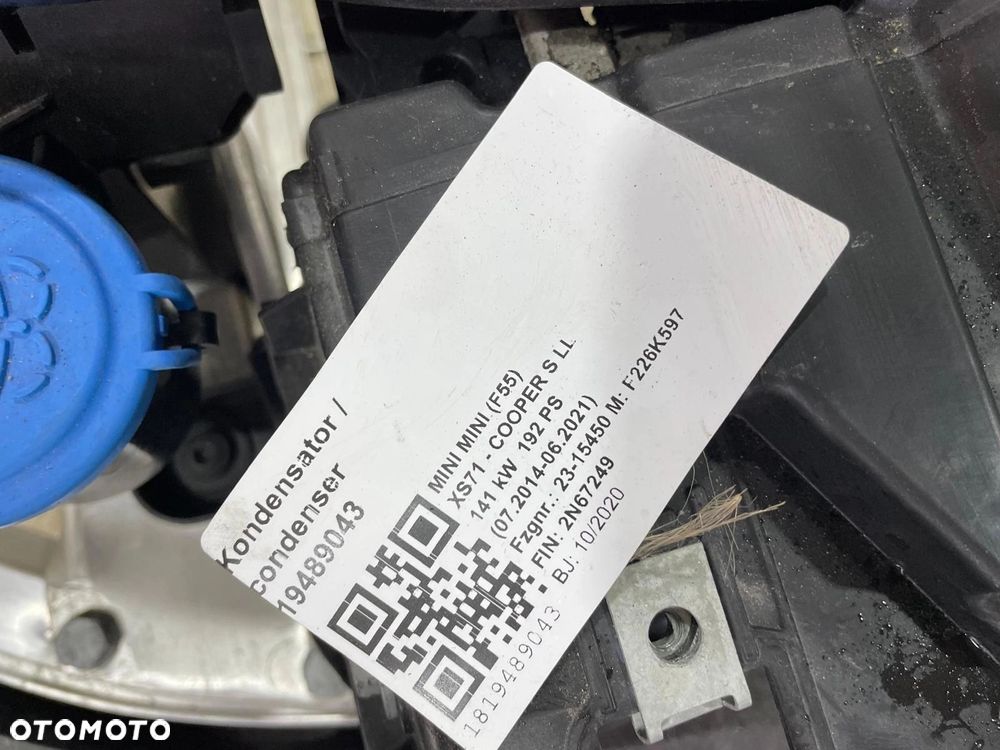 Kondensator /
condenser
19489043
MINI MINI (F55)
XS71 - COOPER S LL
141 kW 192 PS
(07.2014-06.2021)
Fzgnr.: 23-15450 M: F226K597
FIN: 2N67249
BJ: 10/2020
1819489043
OTOMOTO